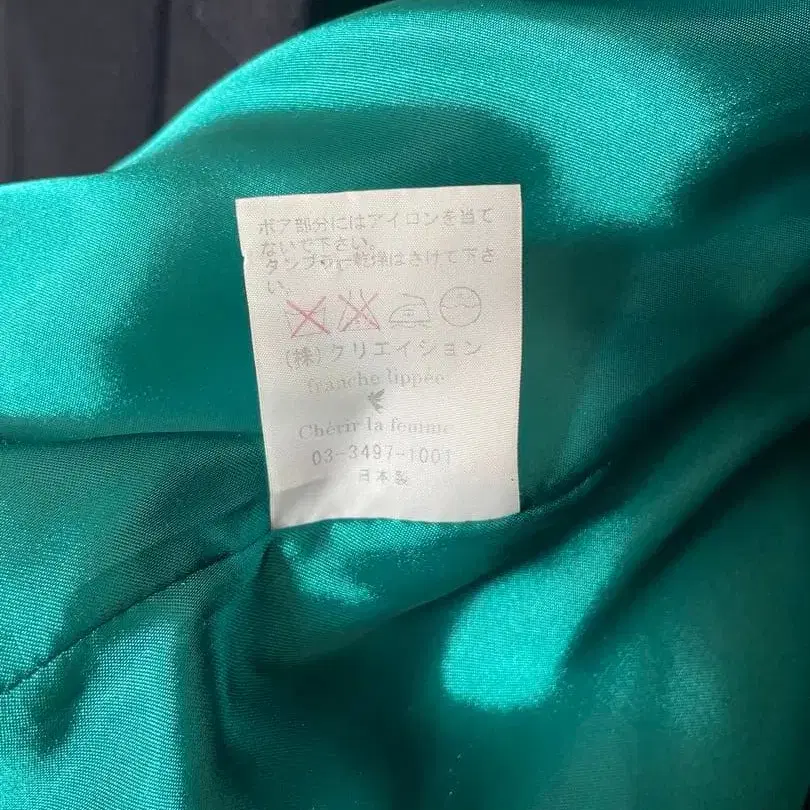 ボア部分にはアイロンを当て
ないで下さい。
タンブラー乾燥はさけて下さ
い。
(株)クリエイション
franche lippée
Chérir la femme
03-3497-1001
日本製